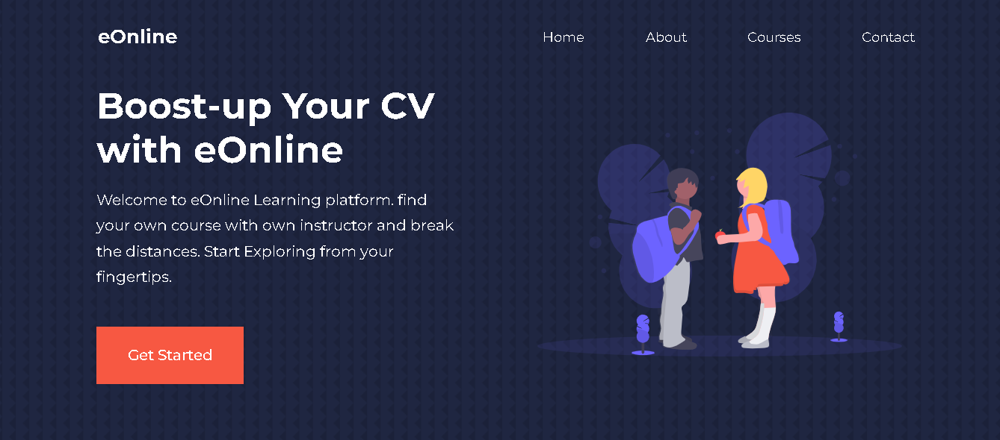 eOnline
Home
About
Courses
Contact
Boost-up Your CV
with eOnline
Welcome to eOnline Learning platform. find
your own course with own instructor and break
the distances. Start Exploring from your
fingertips.
Get Started